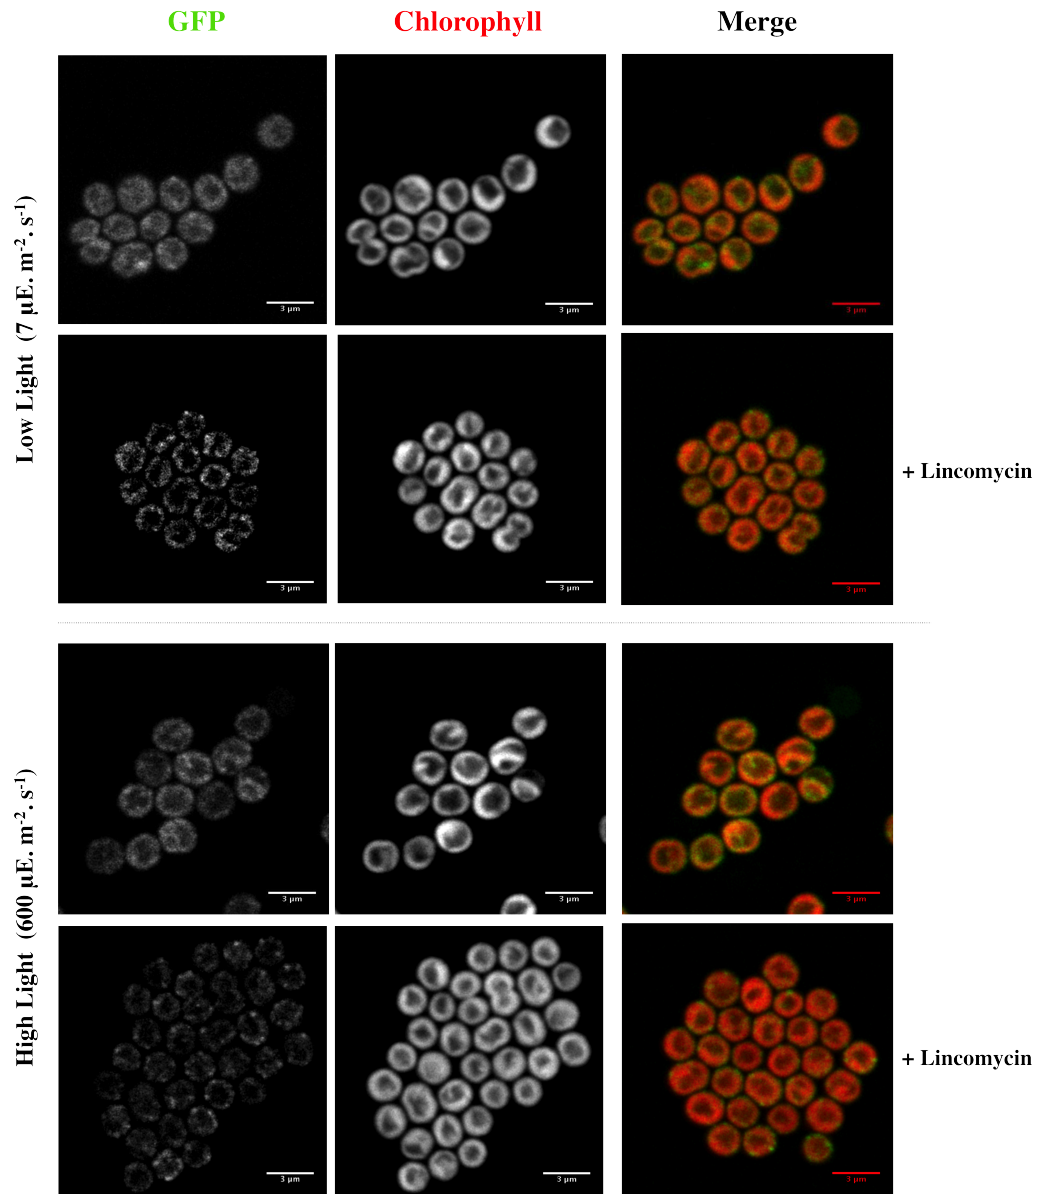 GFP Chlorophyll Merge
Low Light (7 µE. m⁻². s⁻¹)
3 µm 3 µm 3 µm
+ Lincomycin
3 µm 3 µm 3 µm
High Light (600 µE. m⁻². s⁻¹)
3 µm 3 µm 3 µm
+ Lincomycin
3 µm 3 µm 3 µm